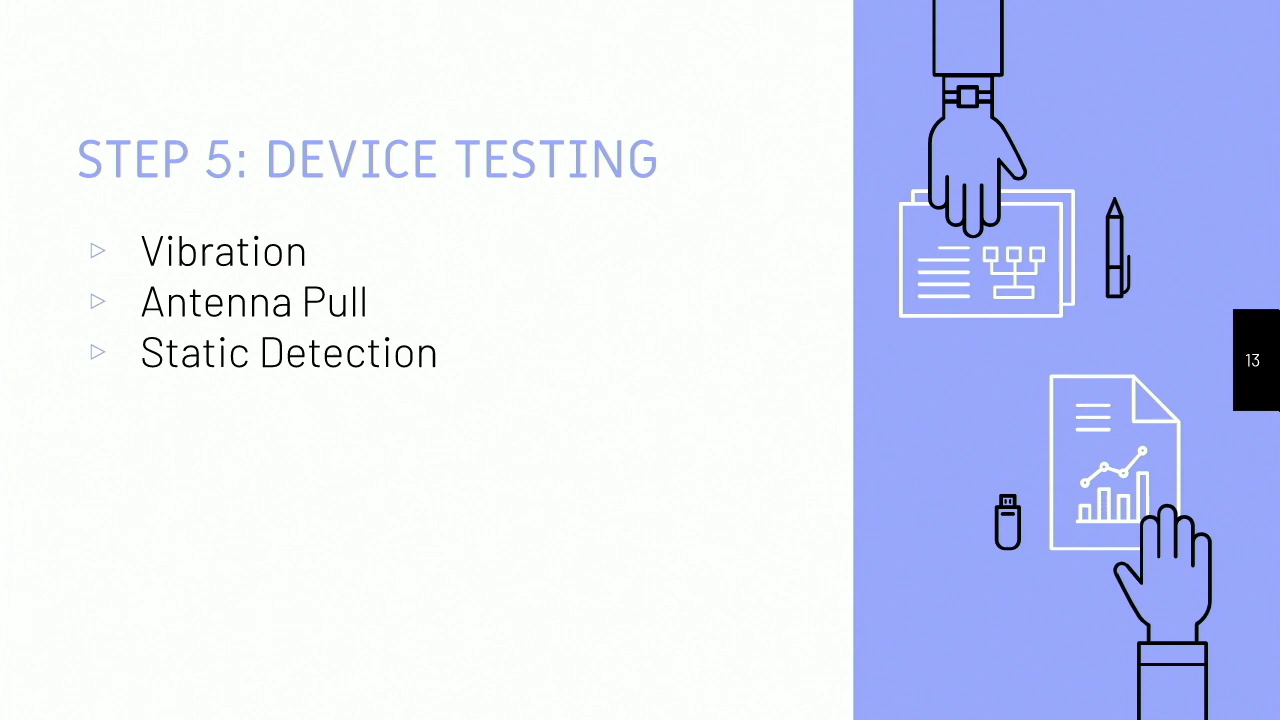 STEP 5: DEVICE TESTING
Vibration
Antenna Pull
Static Detection
13